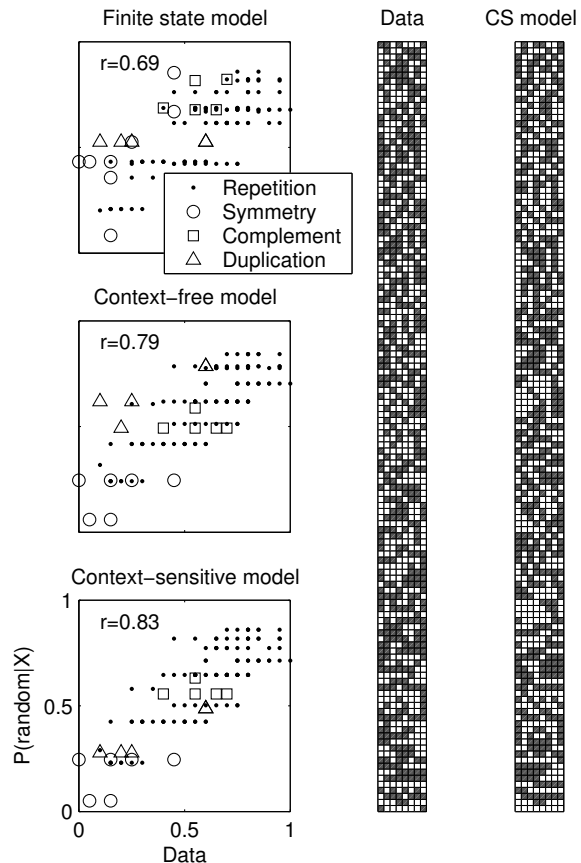 Finite state model
Data
CS model
r=0.69
Repetition
Symmetry
Complement
Duplication
Context−free model
r=0.79
Context−sensitive model
1
r=0.83
P(random|X)
0.5
0
0
0.5
1
Data